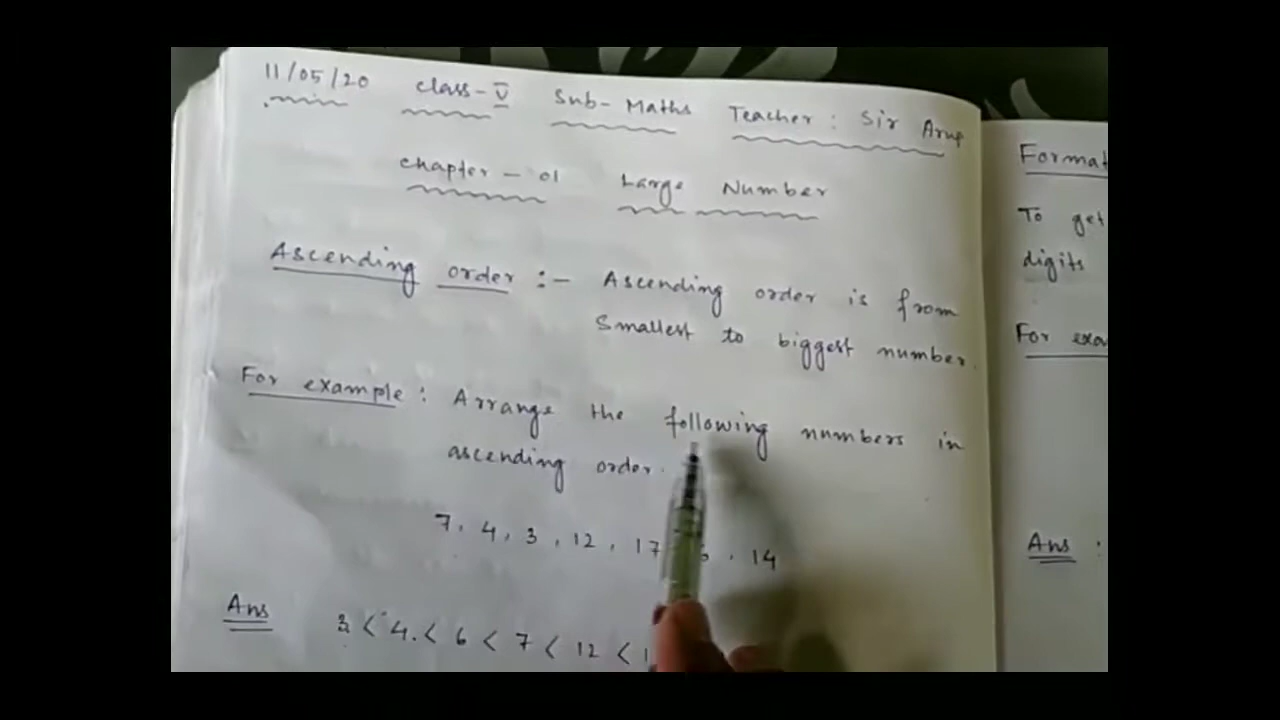 11/05/20 Class-V Sub-Maths Teacher: Sir Arup
Chapter - 01 Large Number
Ascending order :- Ascending order is from
Smallest to biggest number.
For example : Arrange the following numbers in
ascending order.
7, 4, 3, 12, 17 , 14
Ans 3 < 4 < 6 < 7 < 12 <
Format
To get
digits
For
Ans :